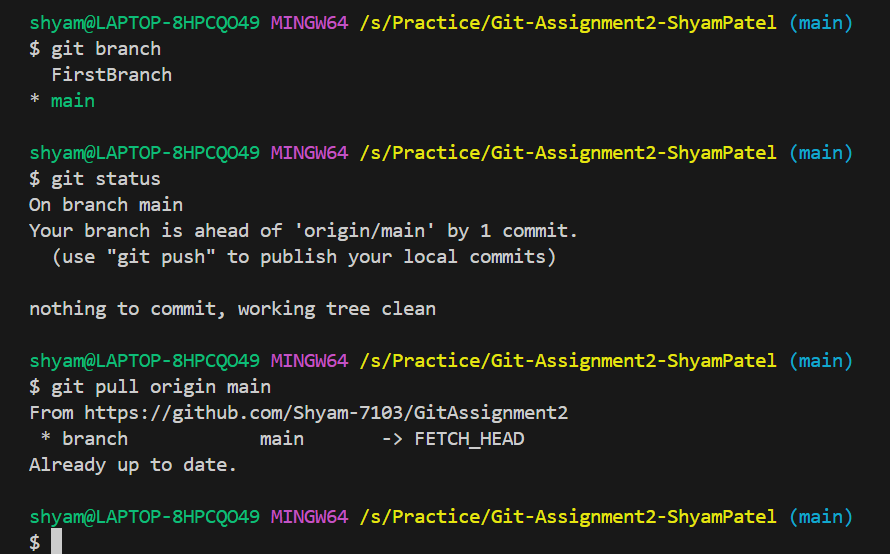 shyam@LAPTOP-8HPCQO49 MINGW64 /s/Practice/Git-Assignment2-ShyamPatel (main)
$ git branch
  FirstBranch
* main
shyam@LAPTOP-8HPCQO49 MINGW64 /s/Practice/Git-Assignment2-ShyamPatel (main)
$ git status
On branch main
Your branch is ahead of 'origin/main' by 1 commit.
  (use "git push" to publish your local commits)
nothing to commit, working tree clean
shyam@LAPTOP-8HPCQO49 MINGW64 /s/Practice/Git-Assignment2-ShyamPatel (main)
$ git pull origin main
From https://github.com/Shyam-7103/GitAssignment2
 * branch            main       -> FETCH_HEAD
Already up to date.
shyam@LAPTOP-8HPCQO49 MINGW64 /s/Practice/Git-Assignment2-ShyamPatel (main)
$